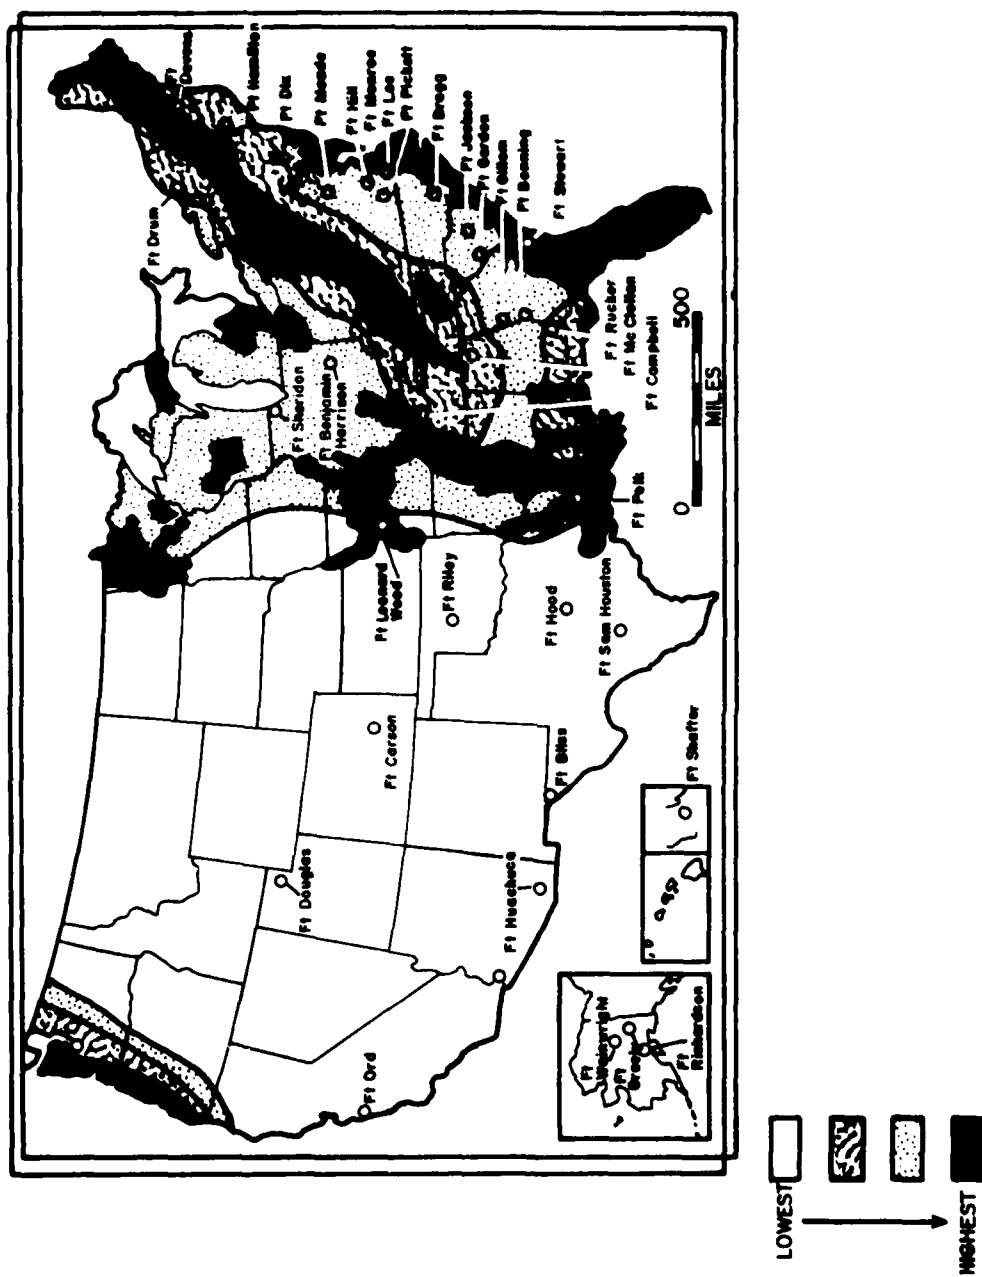 Ft Devens
Ft Hamilton
Ft Dix
Ft Meade
Ft Hill
Ft Monroe
Ft Lee
Ft Pickett
Ft Bragg
Ft Jackson
Ft Gordon
Ft Gillem
Ft Benning
Ft Stewart
Ft Drum
Ft Rucker
Ft Mc Clellan
Ft Campbell
Ft Sheridan
Ft Benjamin
Harrison
Ft Polk
Ft Leonard
Wood
Ft Riley
Ft Hood
Ft Sam Houston
Ft Carson
Ft Bliss
Ft Shafter
Ft Douglas
Ft Huachuca
Ft Ord
Ft
Wainwright
Ft
Greely
Ft
Richardson
0
500
MILES
LOWEST
HIGHEST